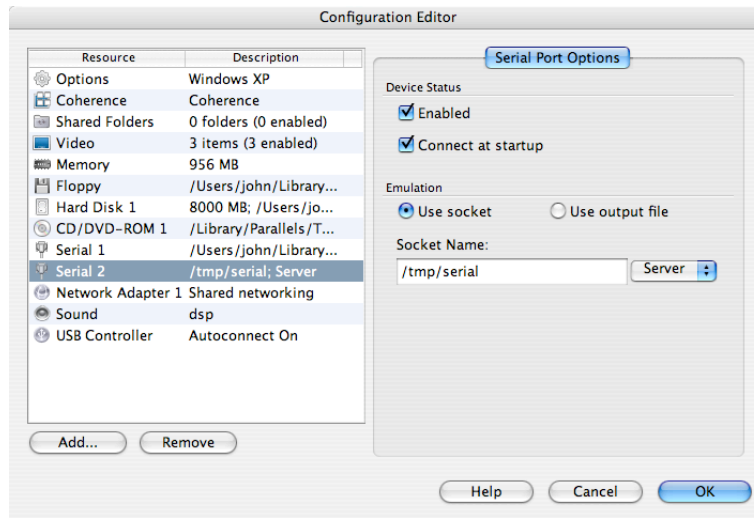 Configuration Editor
Resource Description
Options Windows XP
Coherence Coherence
Shared Folders 0 folders (0 enabled)
Video 3 items (3 enabled)
Memory 956 MB
Floppy /Users/john/Library...
Hard Disk 1 8000 MB; /Users/jo...
CD/DVD-ROM 1 /Library/Parallels/T...
Serial 1 /Users/john/Library...
Serial 2 /tmp/serial; Server
Network Adapter 1 Shared networking
Sound dsp
USB Controller Autoconnect On
Add... Remove
Serial Port Options
Device Status
Enabled
Connect at startup
Emulation
Use socket Use output file
Socket Name:
/tmp/serial Server
Help Cancel OK